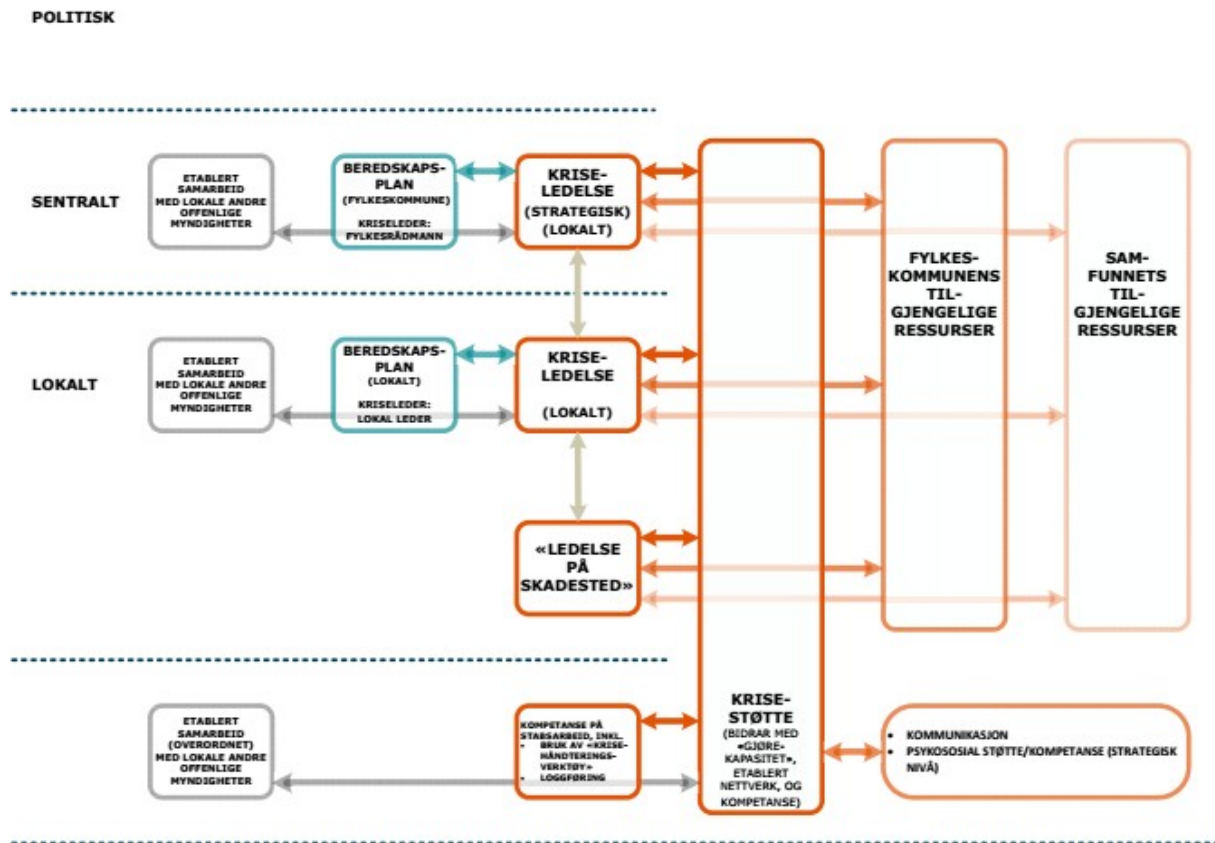 POLITISK
SENTRALT
ETABLERT
SAMARBEID
MED LOKALE ANDRE
OFFENLIGE
MYNDIGHETER
BEREDSKAPS-
PLAN
(FYLKESKOMMUNE)
KRISELEDER:
FYLKESRÅDMANN
KRISE-
LEDELSE
(STRATEGISK)
(LOKALT)
FYLKES-
KOMMUNENS
TIL-
GJENGELIGE
RESSURSER
SAM-
FUNNETS
TIL-
GJENGELIGE
RESSURSER
LOKALT
ETABLERT
SAMARBEID
MED LOKALE ANDRE
OFFENLIGE
MYNDIGHETER
BEREDSKAPS-
PLAN
(LOKALT)
KRISELEDER:
LOKAL LEDER
KRISE-
LEDELSE
(LOKALT)
«LEDELSE
PÅ
SKADESTED»
ETABLERT
SAMARBEID
(OVERORDNET)
MED LOKALE ANDRE
OFFENLIGE
MYNDIGHETER
KOMPETANSE PÅ
STABSARBEID, INKL.
• BRUK AV «KRISE-
HÅNDTERINGS-
VERKTØY»
• LOGGFØRING
KRISE-
STØTTE
(BIDRAR MED
«GJØRE-
KAPASITET»,
ETABLERT
NETTVERK, OG
KOMPETANSE)
• KOMMUNIKASJON
• PSYKOSOSIAL STØTTE/KOMPETANSE (STRATEGISK
NIVÅ)